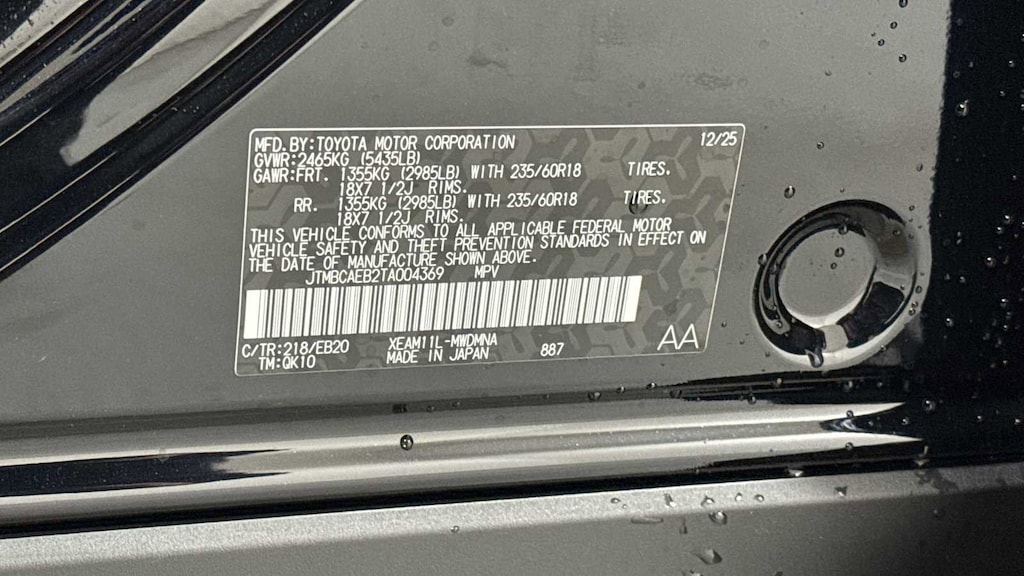 MFD.BY:TOYOTA MOTOR CORPORATION 12/25
GVWR:2465KG (5435LB)
GAWR:FRT. 1355KG (2985LB) WITH 235/60R18 TIRES.
18X7 1/2J RIMS.
RR. 1355KG (2985LB) WITH 235/60R18 TIRES.
18X7 1/2J RIMS.
THIS VEHICLE CONFORMS TO ALL APPLICABLE FEDERAL MOTOR
VEHICLE SAFETY AND THEFT PREVENTION STANDARDS IN EFFECT ON
THE DATE OF MANUFACTURE SHOWN ABOVE.
JTMBCAEB2TA004369 MPV
C/TR:218/EB20 XEAM11L-MWDMNA
TM:QK10 MADE IN JAPAN 887 AA